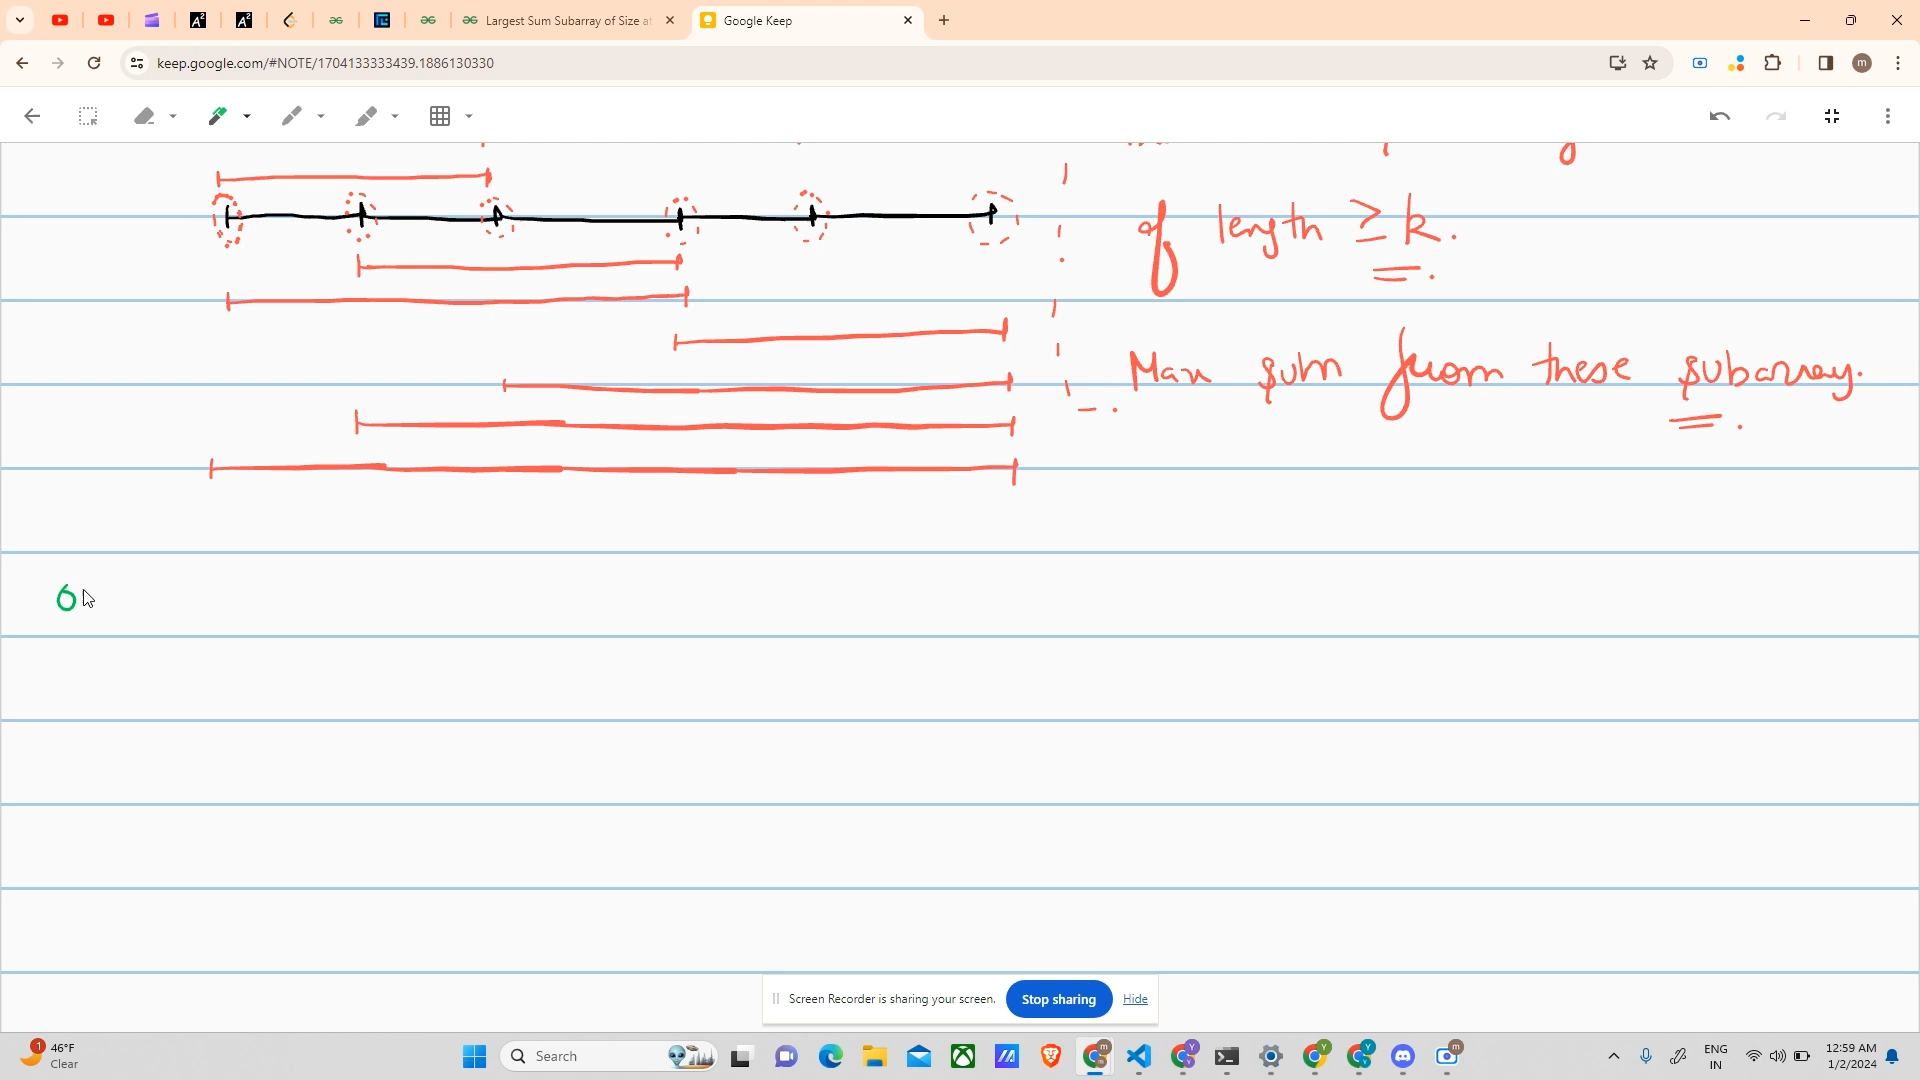 Largest Sum Subarray of Size at
Google Keep
keep.google.com/#NOTE/1704133333439.1886130330
m
of length ≥ k.
Max sum from these subarray.
6
Screen Recorder is sharing your screen.
Stop sharing
Hide
1
46°F
Clear
Search
ENG
IN
12:59 AM
1/2/2024